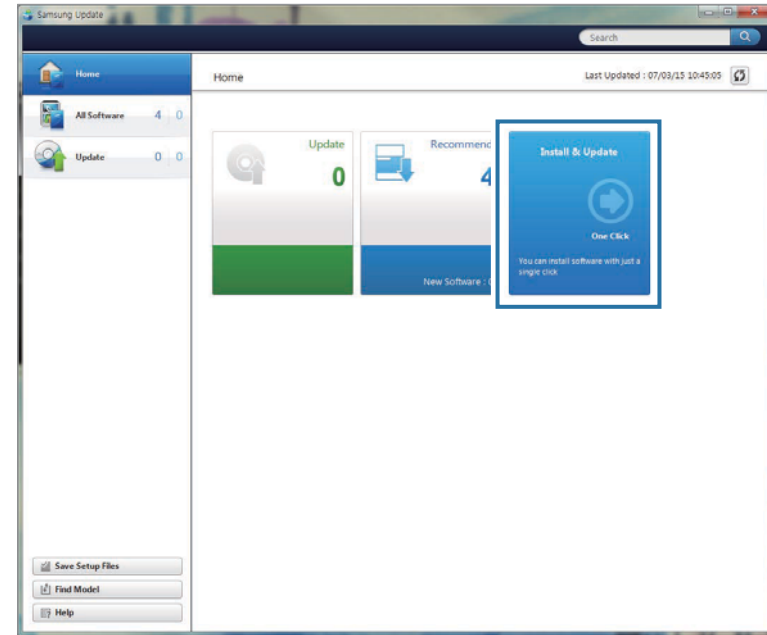 Samsung Update
Search
Home
Home
Last Updated : 07/03/15 10:45:05
All Software 4 0
Update 0 0
Update
0
Recommend
4
New Software :
Install & Update
One Click
You can install software with just a
single click
Save Setup Files
Find Model
Help